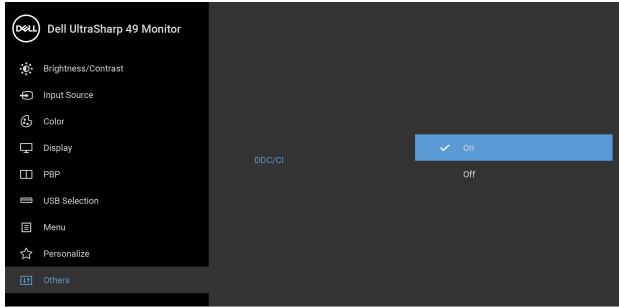 DELL
Dell UltraSharp 49 Monitor
Brightness/Contrast
Input Source
Color
Display
PBP
USB Selection
Menu
Personalize
Others
DDC/CI
On
Off